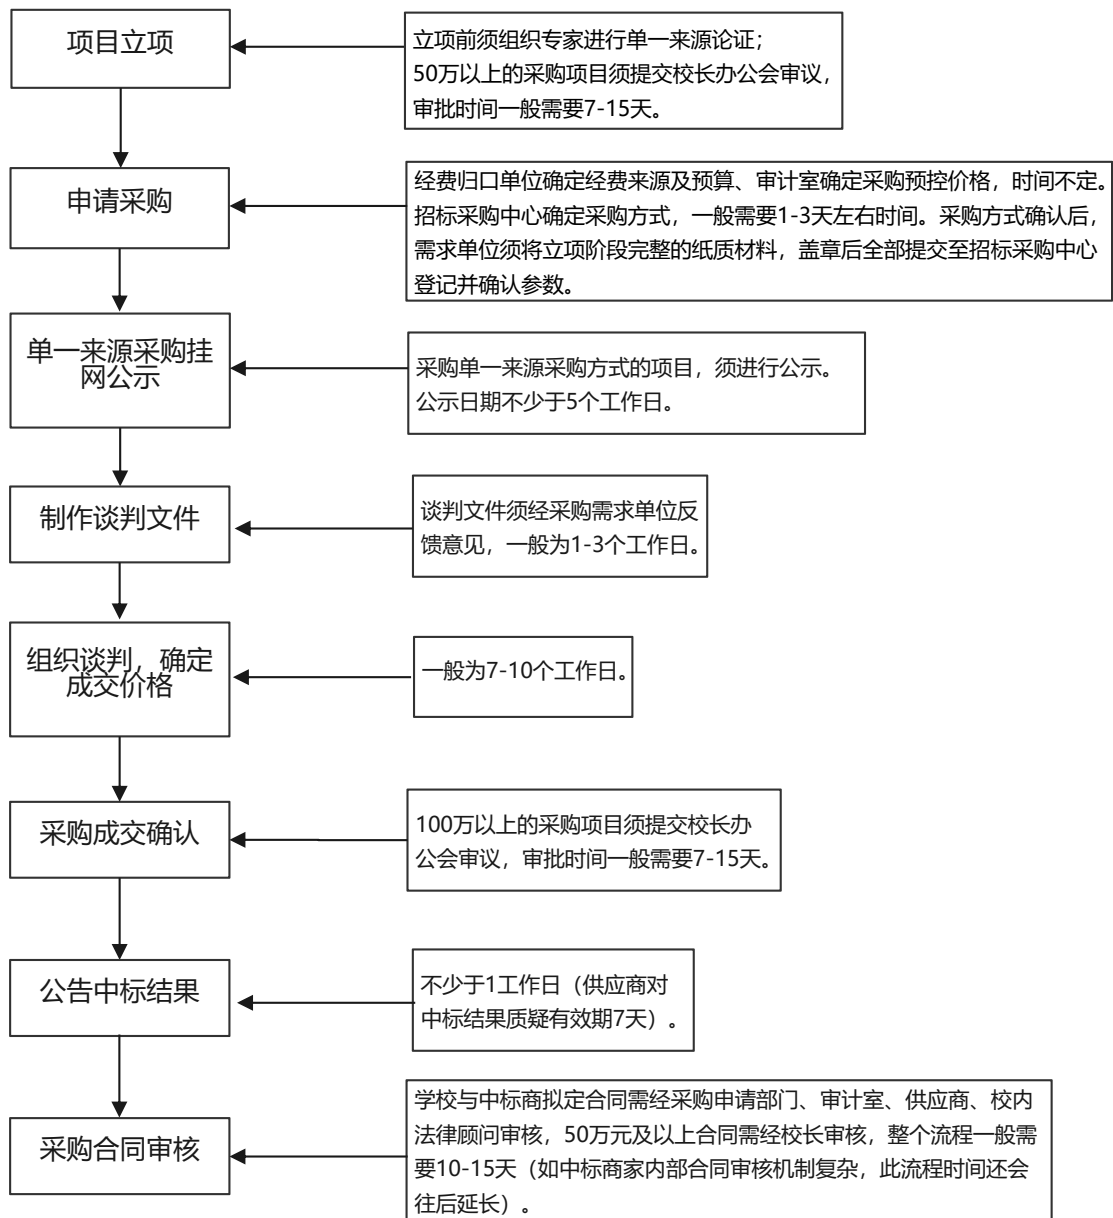 项目立项
立项前须组织专家进行单一来源论证；
50万以上的采购项目须提交校长办公会审议，
审批时间一般需要7-15天。
申请采购
经费归口单位确定经费来源及预算、审计室确定采购预控价格，时间不定。
招标采购中心确定采购方式，一般需要1-3天左右时间。采购方式确认后，
需求单位须将立项阶段完整的纸质材料，盖章后全部提交至招标采购中心
登记并确认参数。
单一来源采购挂
网公示
采购单一来源采购方式的项目，须进行公示。
公示日期不少于5个工作日。
制作谈判文件
谈判文件须经采购需求单位反
馈意见，一般为1-3个工作日。
组织谈判，确定
成交价格
一般为7-10个工作日。
采购成交确认
100万以上的采购项目须提交校长办
公会审议，审批时间一般需要7-15天。
公告中标结果
不少于1工作日（供应商对
中标结果质疑有效期7天）。
采购合同审核
学校与中标商拟定合同需经采购申请部门、审计室、供应商、校内
法律顾问审核，50万元及以上合同需经校长审核，整个流程一般需
要10-15天（如中标商家内部合同审核机制复杂，此流程时间还会
往后延长）。